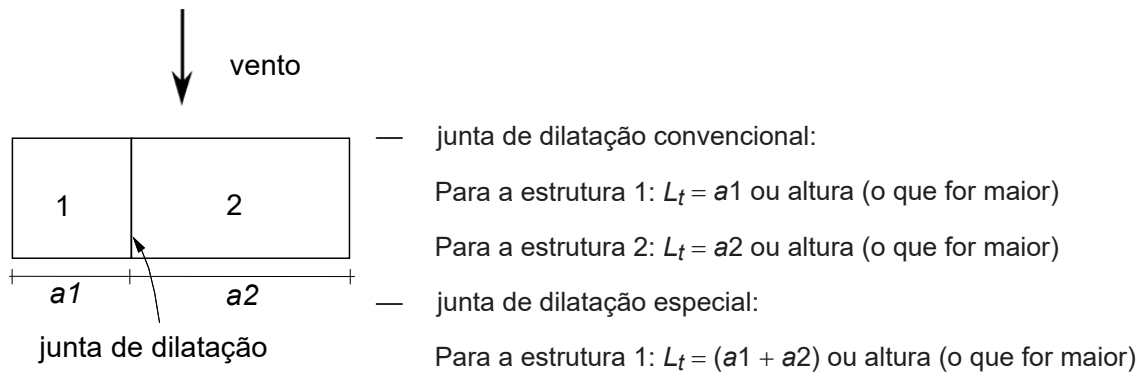 vento
— junta de dilatação convencional:
1
2
Para a estrutura 1: Lt = a1 ou altura (o que for maior)
Para a estrutura 2: Lt = a2 ou altura (o que for maior)
a1
a2
— junta de dilatação especial:
junta de dilatação
Para a estrutura 1: Lt = (a1 + a2) ou altura (o que for maior)